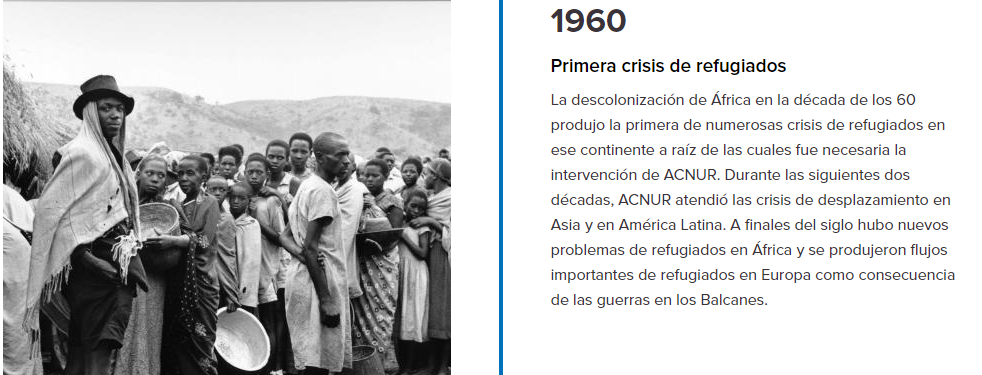 1960
Primera crisis de refugiados
La descolonización de África en la década de los 60
produjo la primera de numerosas crisis de refugiados en
ese continente a raíz de las cuales fue necesaria la
intervención de ACNUR. Durante las siguientes dos
décadas, ACNUR atendió las crisis de desplazamiento en
Asia y en América Latina. A finales del siglo hubo nuevos
problemas de refugiados en África y se produjeron flujos
importantes de refugiados en Europa como consecuencia
de las guerras en los Balcanes.